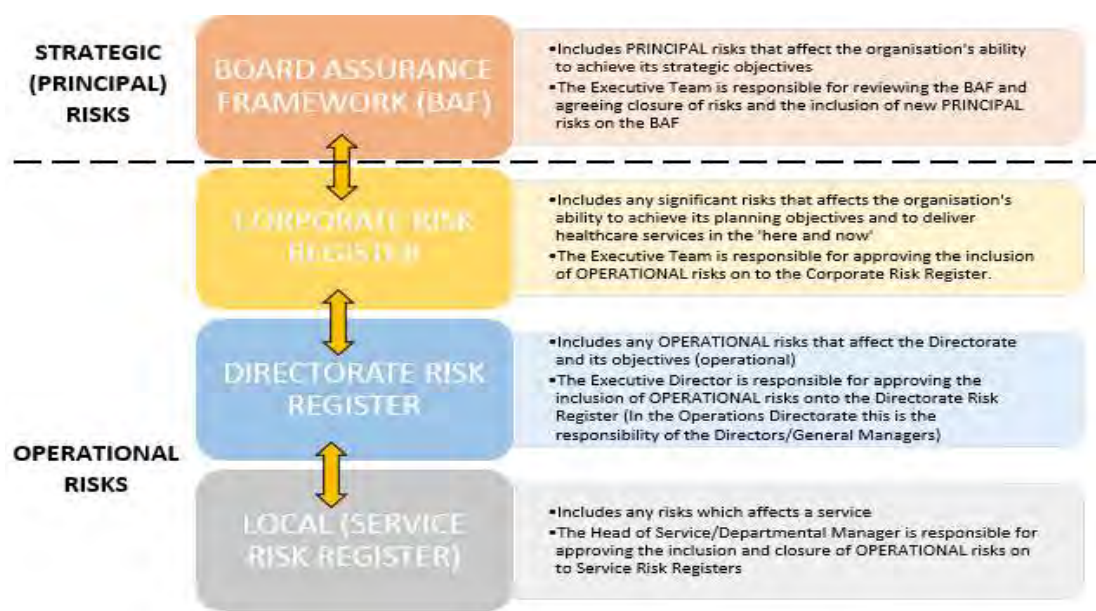 STRATEGIC
(PRINCIPAL)
RISKS
BOARD ASSURANCE
FRAMEWORK (BAF)
•Includes PRINCIPAL risks that affect the organisation's ability
to achieve its strategic objectives
•The Executive Team is responsible for reviewing the BAF and
agreeing closure of risks and the inclusion of new PRINCIPAL
risks on the BAF
CORPORATE RISK
REGISTER
•Includes any significant risks that affects the organisation's
ability to achieve its planning objectives and to deliver
healthcare services in the 'here and now'
•The Executive Team is responsible for approving the inclusion
of OPERATIONAL risks on to the Corporate Risk Register.
DIRECTORATE RISK
REGISTER
•Includes any OPERATIONAL risks that affect the Directorate
and its objectives (operational)
•The Executive Director is responsible for approving the
inclusion of OPERATIONAL risks onto the Directorate Risk
Register (In the Operations Directorate this is the
responsibility of the Directors/General Managers)
OPERATIONAL
RISKS
LOCAL (SERVICE
RISK REGISTER)
•Includes any risks which affects a service
•The Head of Service/Departmental Manager is responsible for
approving the inclusion and closure of OPERATIONAL risks on
to Service Risk Registers